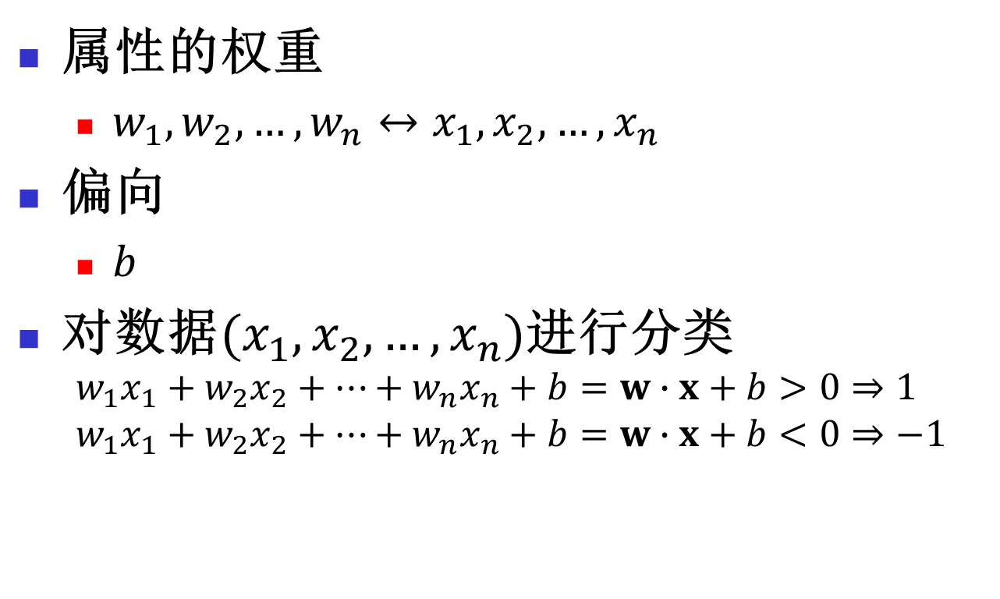 属性的权重
w₁, w₂, … , wₙ ↔ x₁, x₂, … , xₙ
偏向
b
对数据(x₁, x₂, … , xₙ)进行分类
w₁x₁ + w₂x₂ + ⋯ + wₙxₙ + b = 𝐰 · 𝐱 + b > 0 ⇒ 1
w₁x₁ + w₂x₂ + ⋯ + wₙxₙ + b = 𝐰 · 𝐱 + b < 0 ⇒ −1